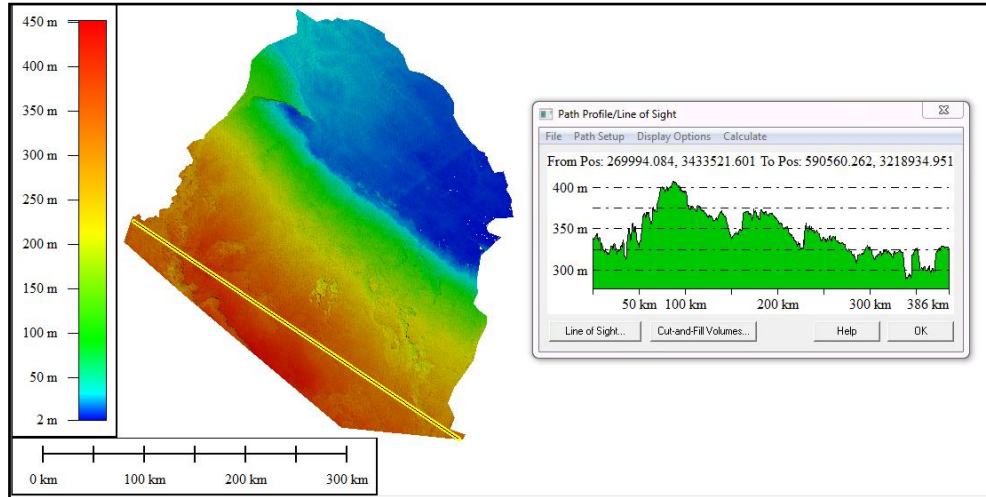 450 m
400 m
350 m
300 m
250 m
200 m
150 m
100 m
50 m
2 m
0 km 100 km 200 km 300 km
Path Profile/Line of Sight
File Path Setup Display Options Calculate
From Pos: 269994.084, 3433521.601 To Pos: 590560.262, 3218934.951
400 m
350 m
300 m
50 km 100 km 200 km 300 km 386 km
Line of Sight... Cut-and-Fill Volumes... Help OK